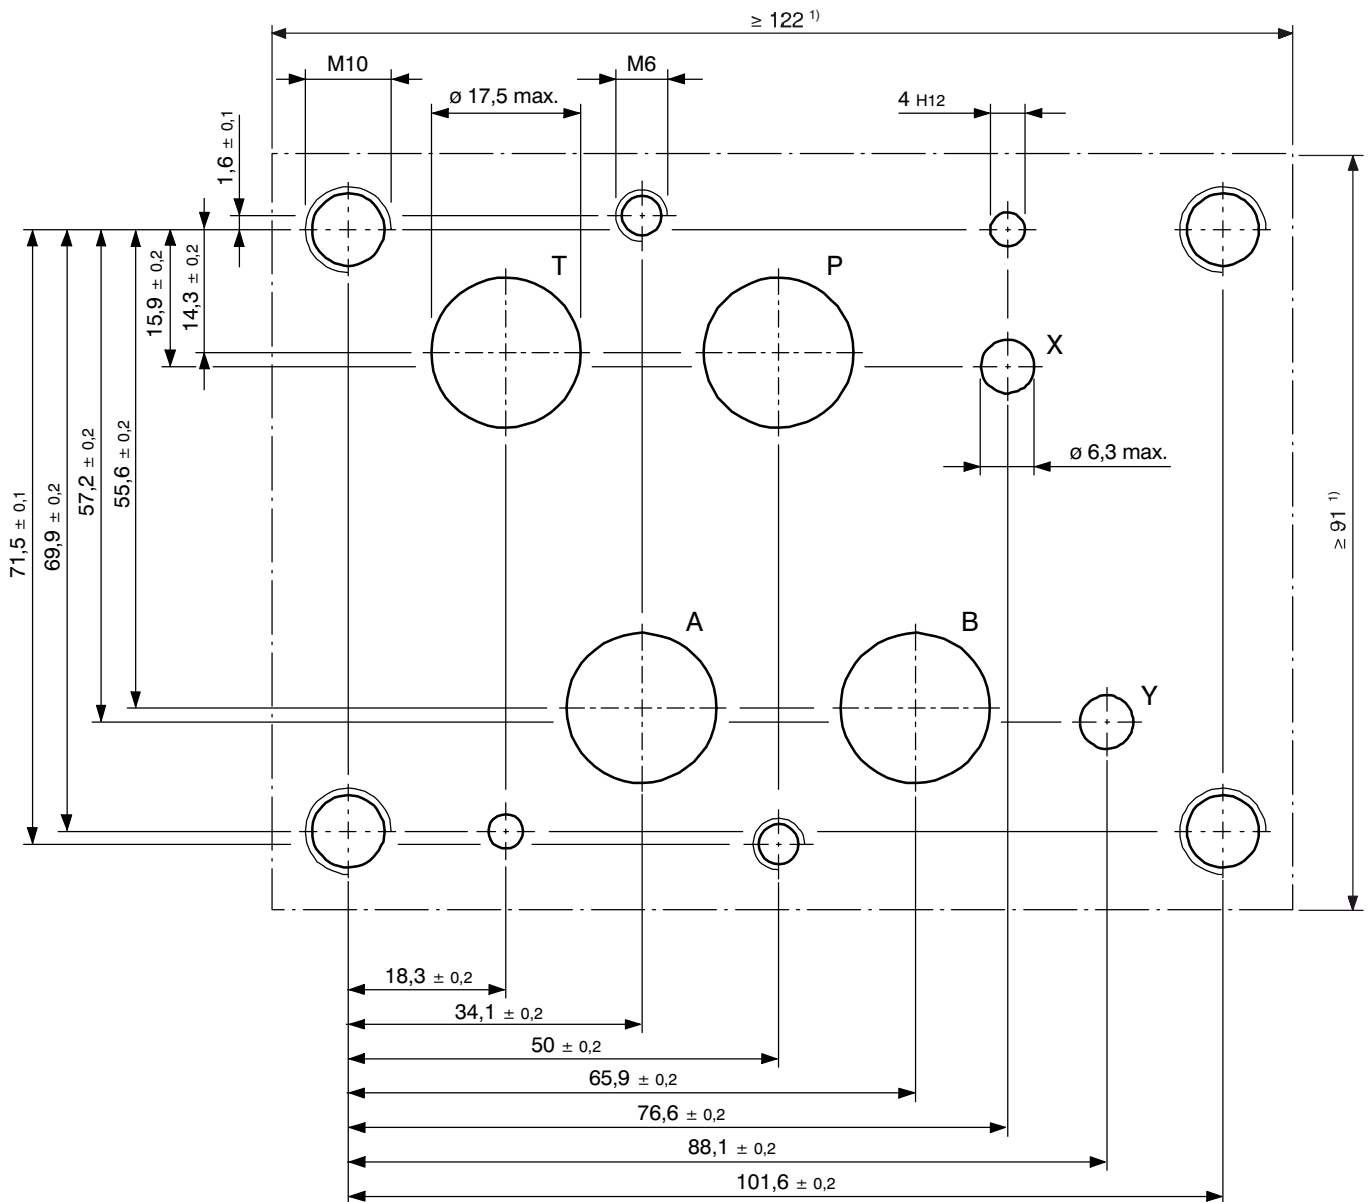 ≥ 122 ¹⁾
M10
M6
ø 17,5 max.
4 H12
1,6 ± 0,1
T
P
15,9 ± 0,2
14,3 ± 0,2
X
ø 6,3 max.
71,5 ± 0,1
69,9 ± 0,2
57,2 ± 0,2
55,6 ± 0,2
≥ 91 ¹⁾
A
B
Y
18,3 ± 0,2
34,1 ± 0,2
50 ± 0,2
65,9 ± 0,2
76,6 ± 0,2
88,1 ± 0,2
101,6 ± 0,2